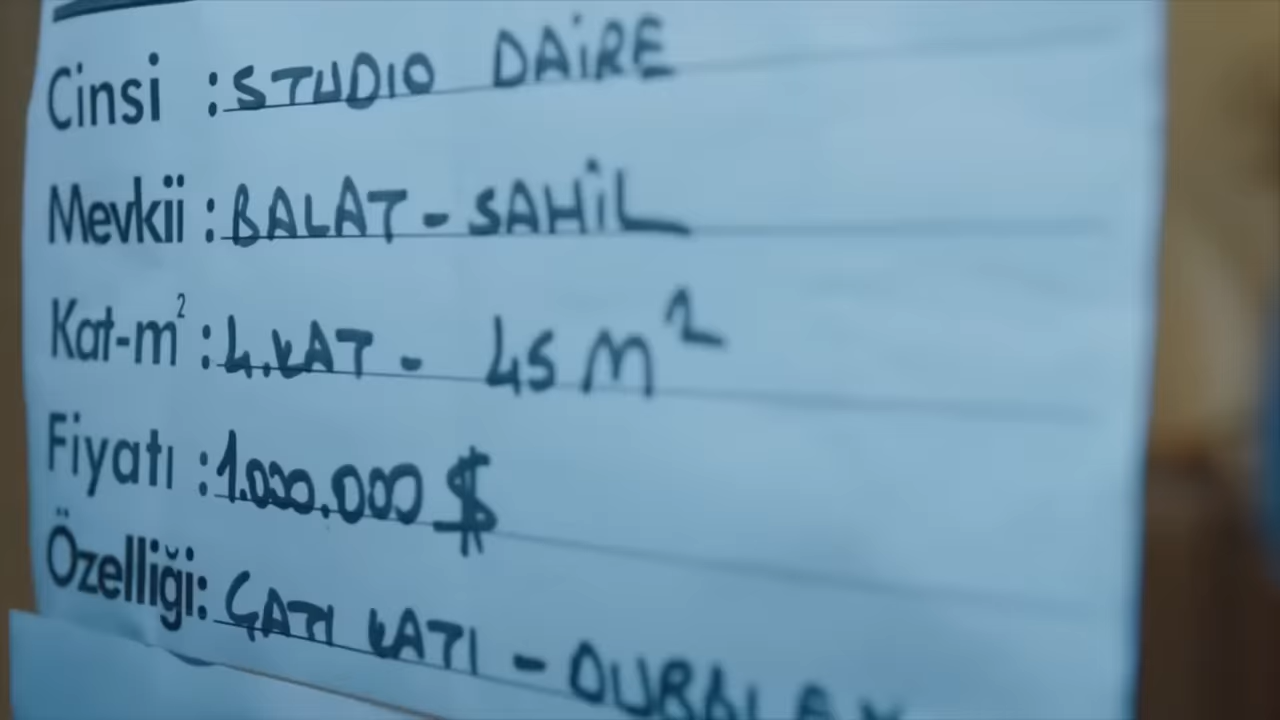 Cinsi : STUDIO DAİRE
Mevkii : BALAT - SAHİL
Kat-m² : 4.KAT - 45 m²
Fiyatı : 1.000.000 $
Özelliği: ÇATI KATI -